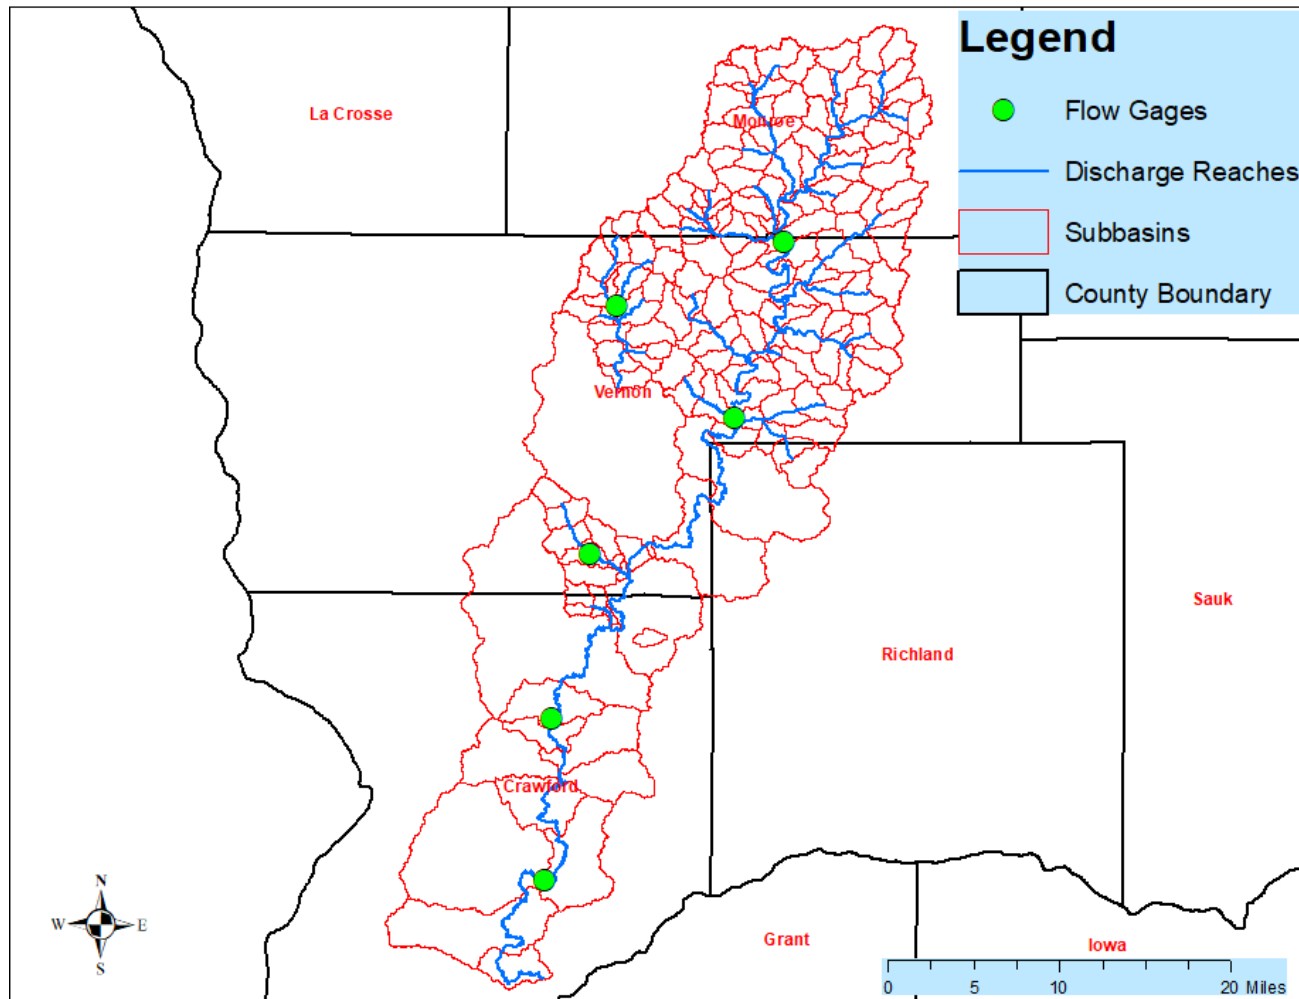 Legend
Flow Gages
Discharge Reaches
Subbasins
County Boundary
La Crosse
Monroe
Vernon
Sauk
Richland
Crawford
Grant
Iowa
N
W E
S
0 5 10 20 Miles